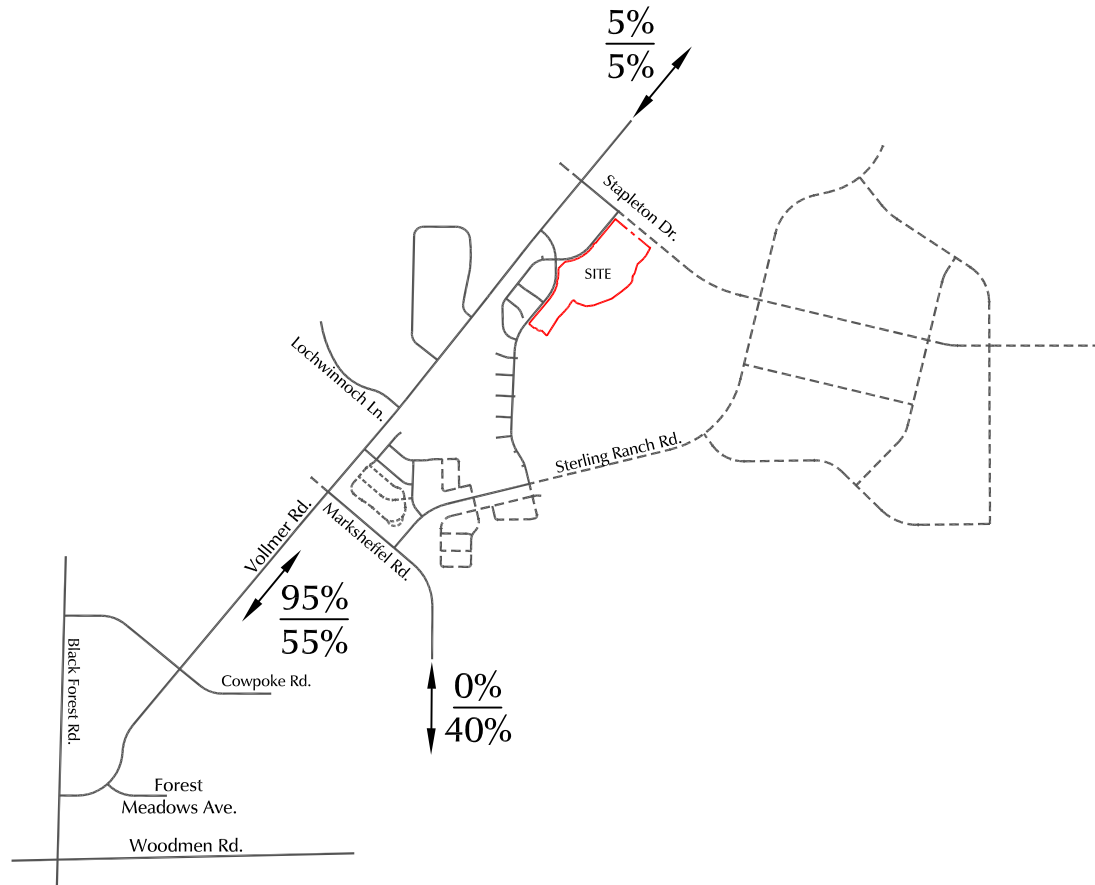 5%
5%
Stapleton Dr.
SITE
Lochwinnoch Ln.
Sterling Ranch Rd.
Vollmer Rd.
Marksheffel Rd.
95%
55%
Black Forest Rd.
Cowpoke Rd.
0%
40%
Forest
Meadows Ave.
Woodmen Rd.